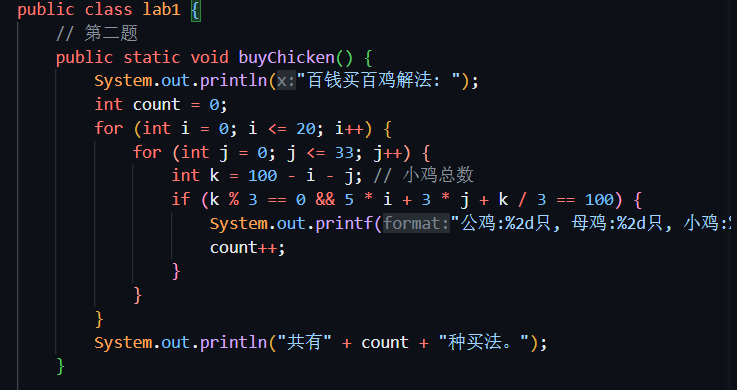 public class lab1 {
// 第二题
public static void buyChicken() {
System.out.println(x:"百钱买百鸡解法: ");
int count = 0;
for (int i = 0; i <= 20; i++) {
for (int j = 0; j <= 33; j++) {
int k = 100 - i - j; // 小鸡总数
if (k % 3 == 0 && 5 * i + 3 * j + k / 3 == 100) {
System.out.printf(format:"公鸡:%2d只, 母鸡:%2d只, 小鸡:%
count++;
}
}
}
System.out.println("共有" + count + "种买法。");
}